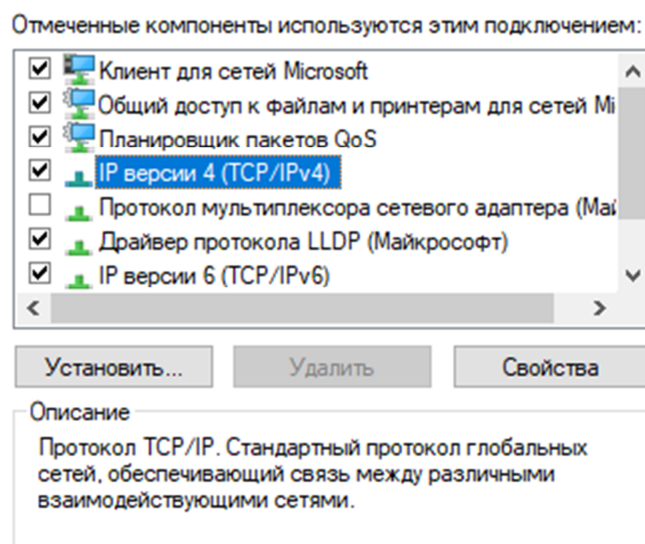 Отмеченные компоненты используются этим подключением:
Клиент для сетей Microsoft
Общий доступ к файлам и принтерам для сетей Mi
Планировщик пакетов QoS
IP версии 4 (TCP/IPv4)
Протокол мультиплексора сетевого адаптера (Май
Драйвер протокола LLDP (Майкрософт)
IP версии 6 (TCP/IPv6)
Установить... Удалить Свойства
Описание
Протокол TCP/IP. Стандартный протокол глобальных
сетей, обеспечивающий связь между различными
взаимодействующими сетями.